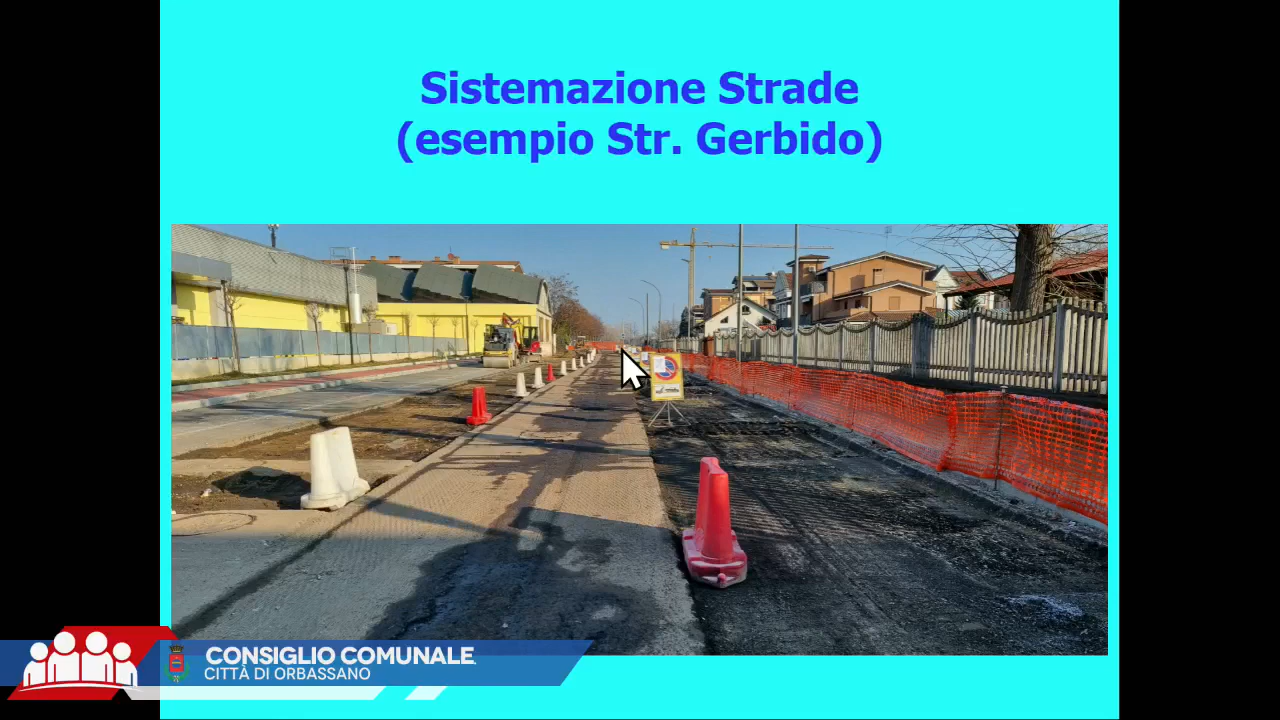 Sistemazione Strade
(esempio Str. Gerbido)
CONSIGLIO COMUNALE
CITTÀ DI ORBASSANO